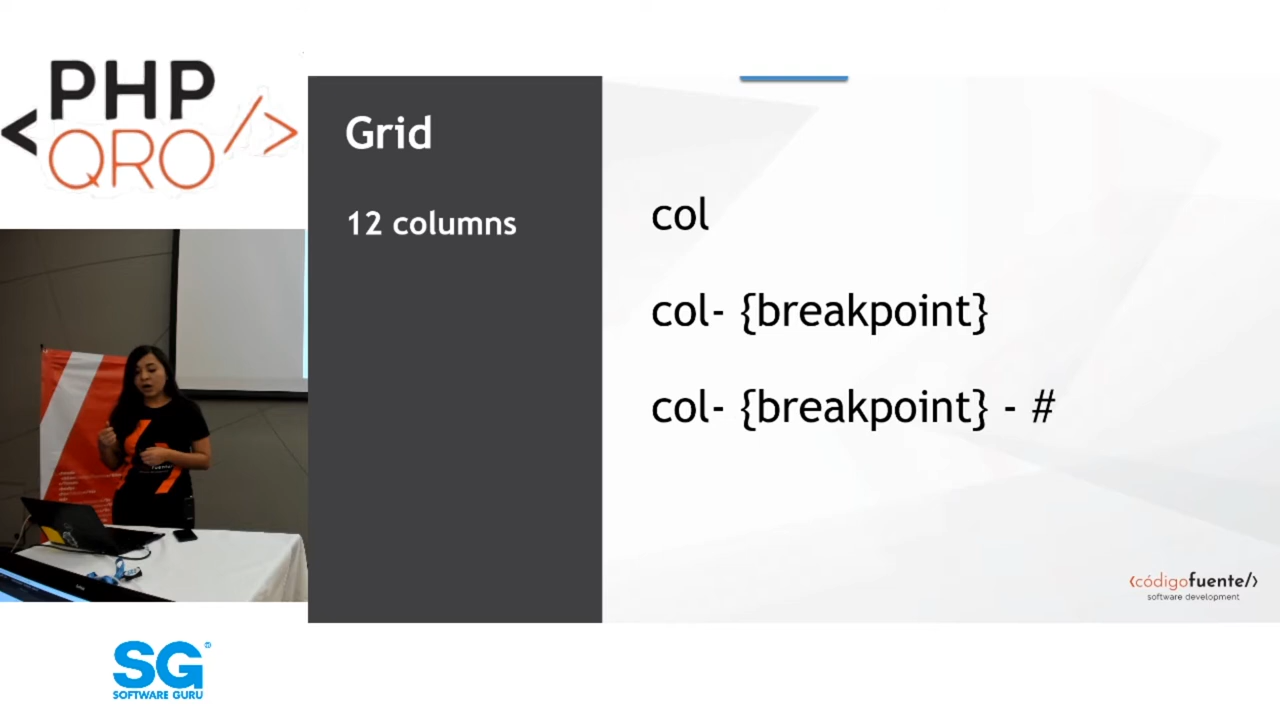 <PHP
QRO/>
Grid
12 columns
col
col- {breakpoint}
col- {breakpoint} - #
<códigofuente/>
software development
SG®
SOFTWARE GURU